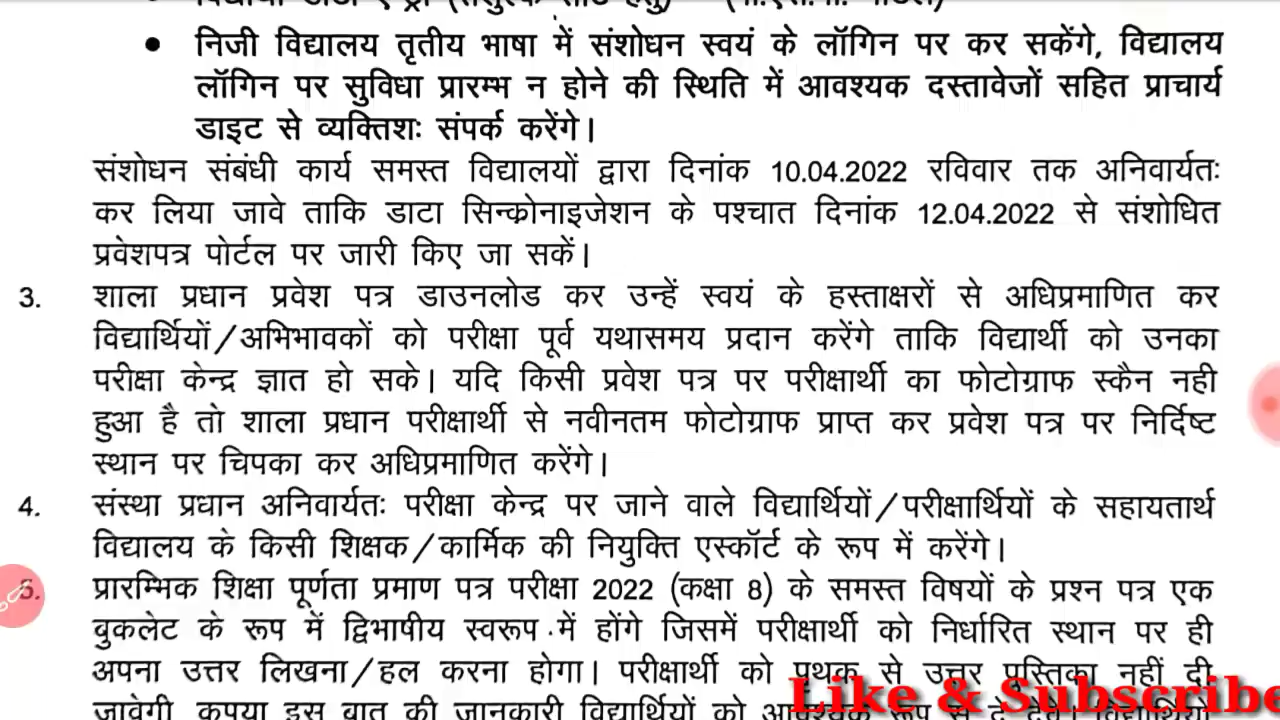 निजी विद्यालय तृतीय भाषा में संशोधन स्वयं के लॉगिन पर कर सकेंगे, विद्यालय
लॉगिन पर सुविधा प्रारम्भ न होने की स्थिति में आवश्यक दस्तावेजों सहित प्राचार्य
डाइट से व्यक्तिशः संपर्क करेंगे।
संशोधन संबंधी कार्य समस्त विद्यालयों द्वारा दिनांक 10.04.2022 रविवार तक अनिवार्यतः
कर लिया जावे ताकि डाटा सिन्क्रोनाइजेशन के पश्चात दिनांक 12.04.2022 से संशोधित
प्रवेशपत्र पोर्टल पर जारी किए जा सकें।
3. शाला प्रधान प्रवेश पत्र डाउनलोड कर उन्हें स्वयं के हस्ताक्षरों से अधिप्रमाणित कर
विद्यार्थियों/अभिभावकों को परीक्षा पूर्व यथासमय प्रदान करेंगे ताकि विद्यार्थी को उनका
परीक्षा केन्द्र ज्ञात हो सके। यदि किसी प्रवेश पत्र पर परीक्षार्थी का फोटोग्राफ स्कैन नही
हुआ है तो शाला प्रधान परीक्षार्थी से नवीनतम फोटोग्राफ प्राप्त कर प्रवेश पत्र पर निर्दिष्ट
स्थान पर चिपका कर अधिप्रमाणित करेंगे।
4. संस्था प्रधान अनिवार्यतः परीक्षा केन्द्र पर जाने वाले विद्यार्थियों/परीक्षार्थियों के सहायतार्थ
विद्यालय के किसी शिक्षक/कार्मिक की नियुक्ति एस्कॉर्ट के रूप में करेंगे।
5. प्रारम्भिक शिक्षा पूर्णता प्रमाण पत्र परीक्षा 2022 (कक्षा 8) के समस्त विषयों के प्रश्न पत्र एक
बुकलेट के रूप में द्विभाषीय स्वरूप में होंगे जिसमें परीक्षार्थी को निर्धारित स्थान पर ही
अपना उत्तर लिखना/हल करना होगा। परीक्षार्थी को पृथक से उत्तर पुस्तिका नहीं दी
जावेगी कृपया इस बात की जानकारी विद्यार्थियों को आवश्यक रूप से
Like & Subscribe